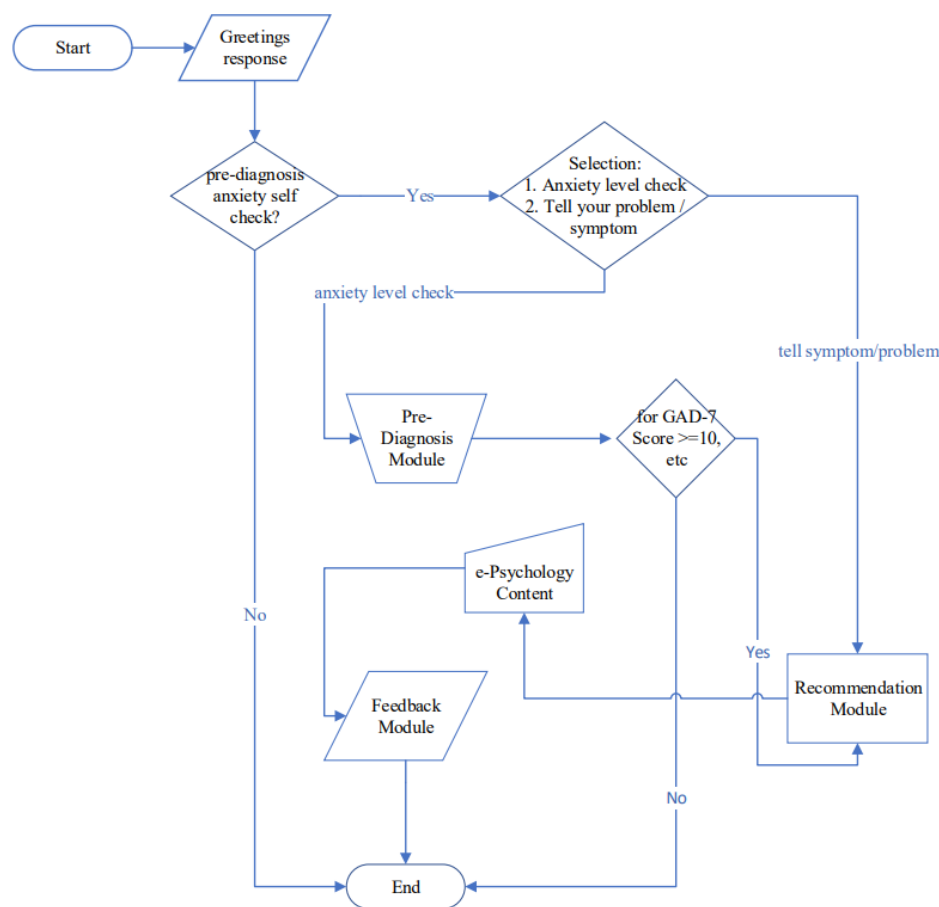 Start
Greetings
response
pre-diagnosis
anxiety self
check?
Yes
Selection:
1. Anxiety level check
2. Tell your problem /
symptom
anxiety level check
tell symptom/problem
Pre-
Diagnosis
Module
for GAD-7
Score >=10,
etc
e-Psychology
Content
No
Yes
Recommendation
Module
Feedback
Module
No
End